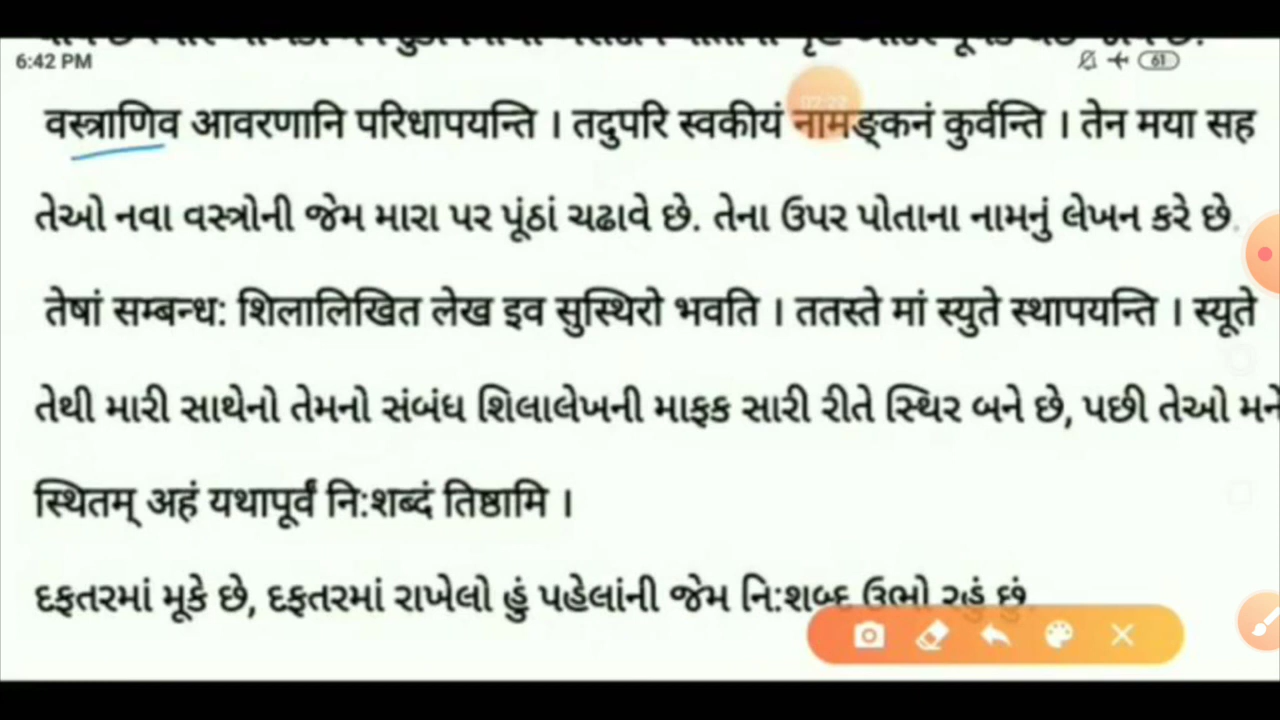 6:42 PM
61
वस्त्राणिव आवरणानि परिधापयन्ति । तदुपरि स्वकीयं नामङ्कनं कुर्वन्ति । तेन मया सह
તેઓ નવા વસ્ત્રોની જેમ મારા પર પૂંઠાં ચઢાવે છે. તેના ઉપર પોતાના નામનું લેખન કરે છે.
तेषां सम्बन्ध: शिलालिखित लेख इव सुस्थिरो भवति । ततस्ते मां स्युते स्थापयन्ति । स्यूते
તેથી મારી સાથેનો તેમનો સંબંધ શિલાલેખની માફક સારી રીતે સ્થિર બને છે, પછી તેઓ મને
स्थितम् अहं यथापूर्वं नि:शब्दं तिष्ठामि ।
દફતરમાં મૂકે છે, દફતરમાં રાખેલો હું પહેલાંની જેમ નિ:શબ્દ ઉભો રહું છું.